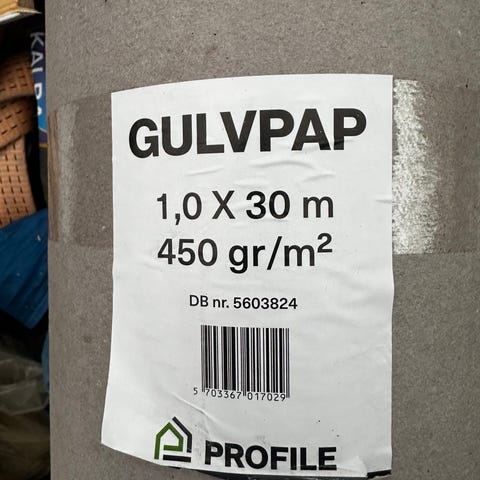 GULVPAP
1,0 X 30 m
450 gr/m²
DB nr. 5603824
5 703367 017029
PROFILE